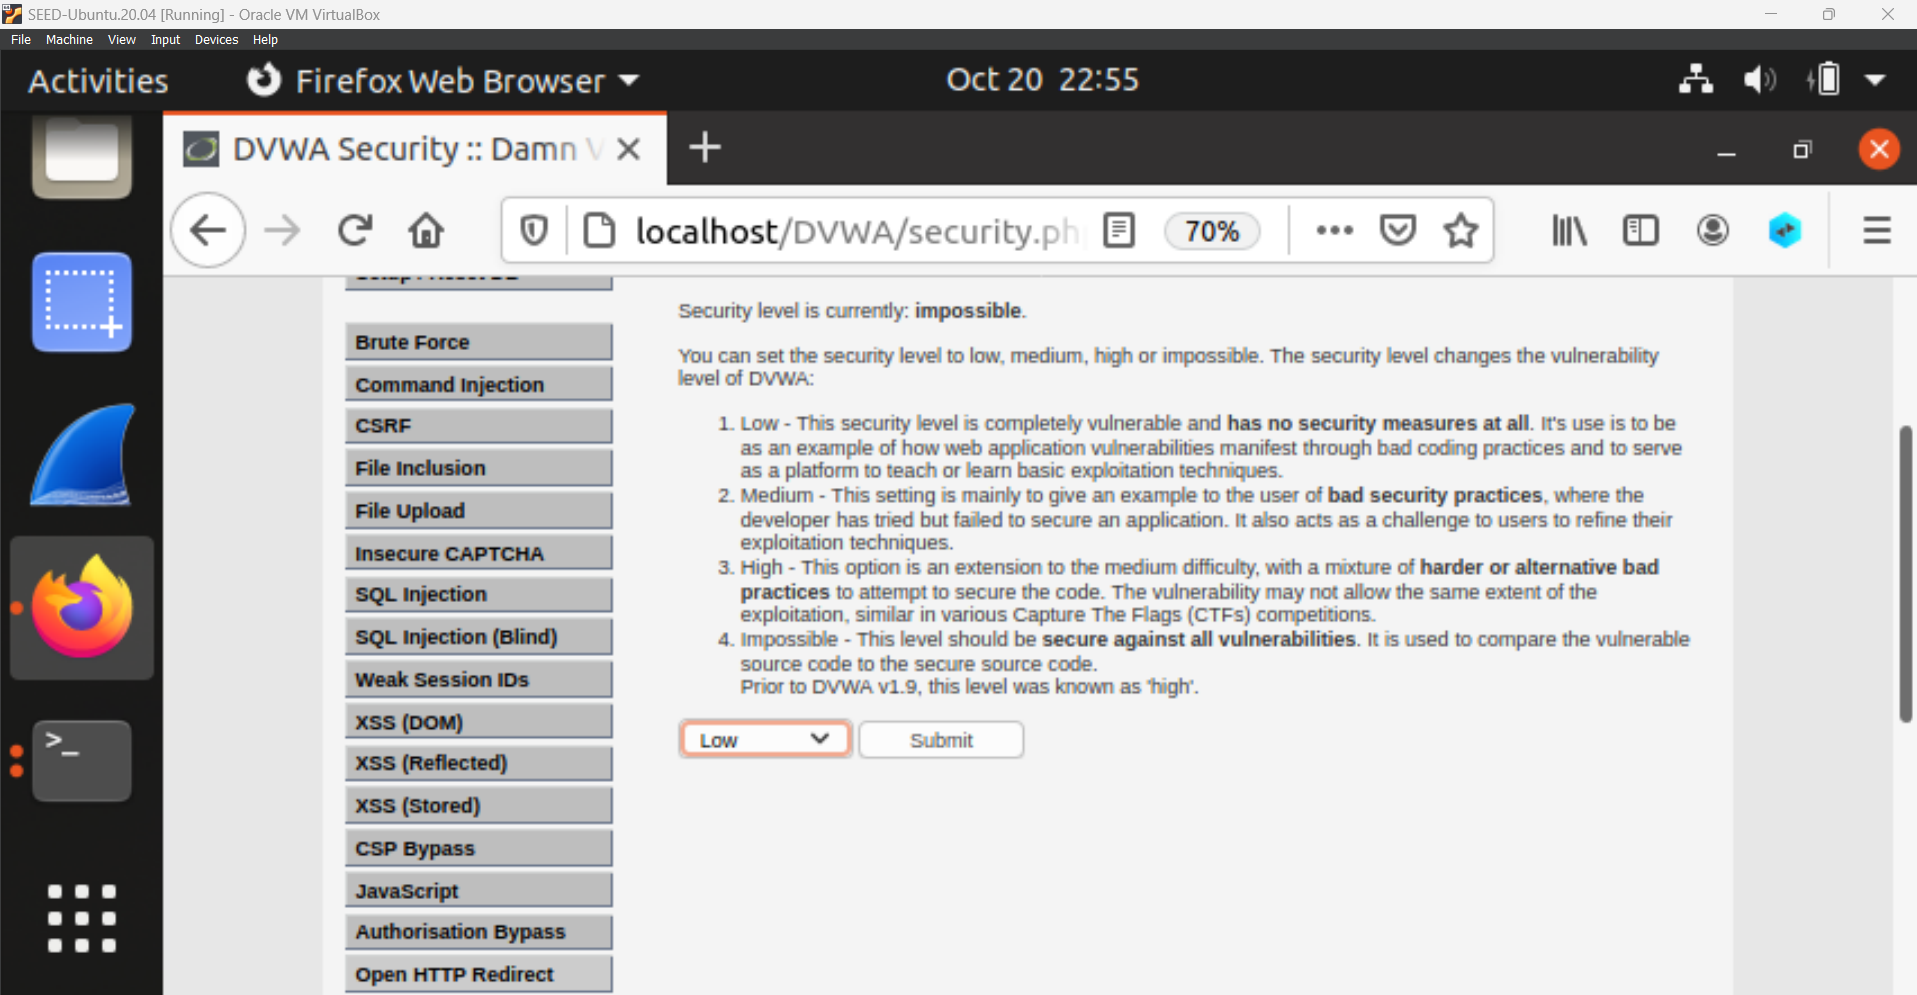 SEED-Ubuntu.20.04 [Running] - Oracle VM VirtualBox
File Machine View Input Devices Help
Activities Firefox Web Browser Oct 20 22:55
DVWA Security :: Damn V
localhost/DVWA/security.ph 70%
Security level is currently: impossible.
You can set the security level to low, medium, high or impossible. The security level changes the vulnerability
level of DVWA:
1. Low - This security level is completely vulnerable and has no security measures at all. It's use is to be
as an example of how web application vulnerabilities manifest through bad coding practices and to serve
as a platform to teach or learn basic exploitation techniques.
2. Medium - This setting is mainly to give an example to the user of bad security practices, where the
developer has tried but failed to secure an application. It also acts as a challenge to users to refine their
exploitation techniques.
3. High - This option is an extension to the medium difficulty, with a mixture of harder or alternative bad
practices to attempt to secure the code. The vulnerability may not allow the same extent of the
exploitation, similar in various Capture The Flags (CTFs) competitions.
4. Impossible - This level should be secure against all vulnerabilities. It is used to compare the vulnerable
source code to the secure source code.
Prior to DVWA v1.9, this level was known as 'high'.
Low Submit
Brute Force
Command Injection
CSRF
File Inclusion
File Upload
Insecure CAPTCHA
SQL Injection
SQL Injection (Blind)
Weak Session IDs
XSS (DOM)
XSS (Reflected)
XSS (Stored)
CSP Bypass
JavaScript
Authorisation Bypass
Open HTTP Redirect